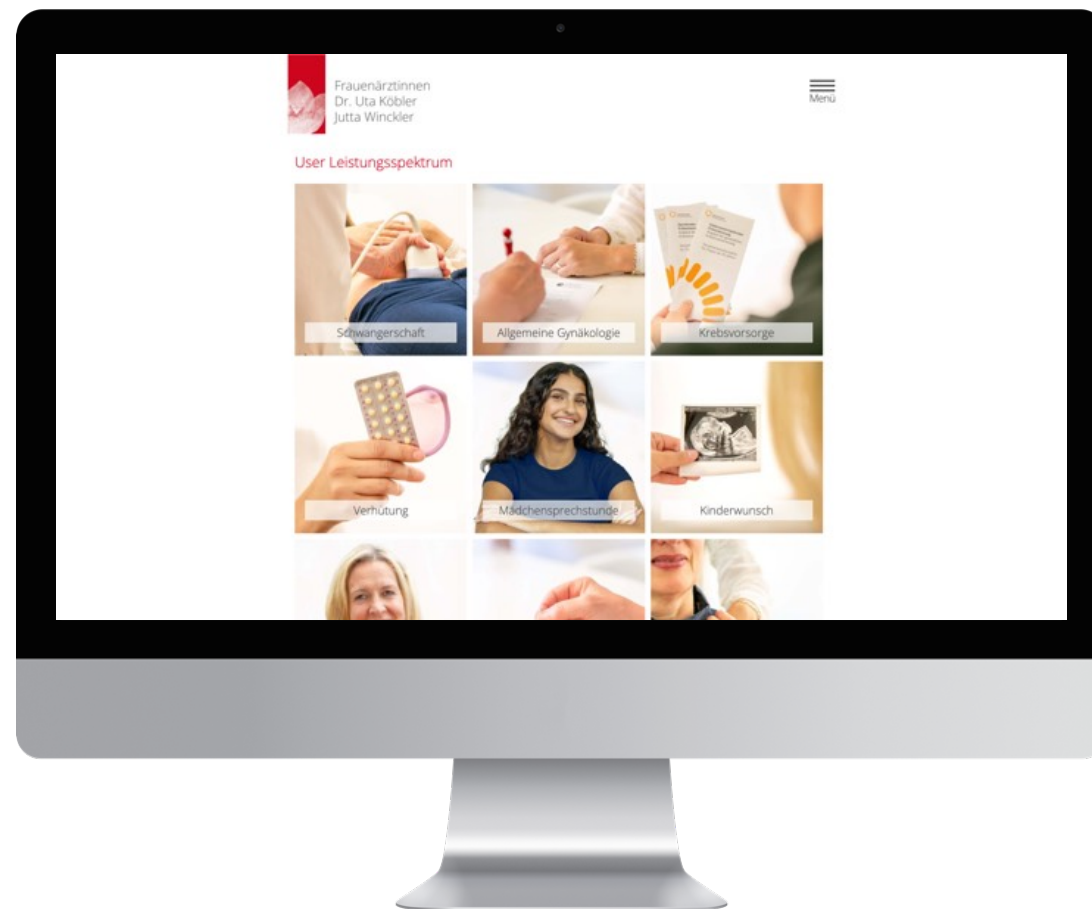 Frauenärztinnen
Dr. Uta Köbler
Jutta Winckler
Menü
User Leistungsspektrum
Schwangerschaft
Allgemeine Gynäkologie
Krebsvorsorge
Verhütung
Mädchensprechstunde
Kinderwunsch